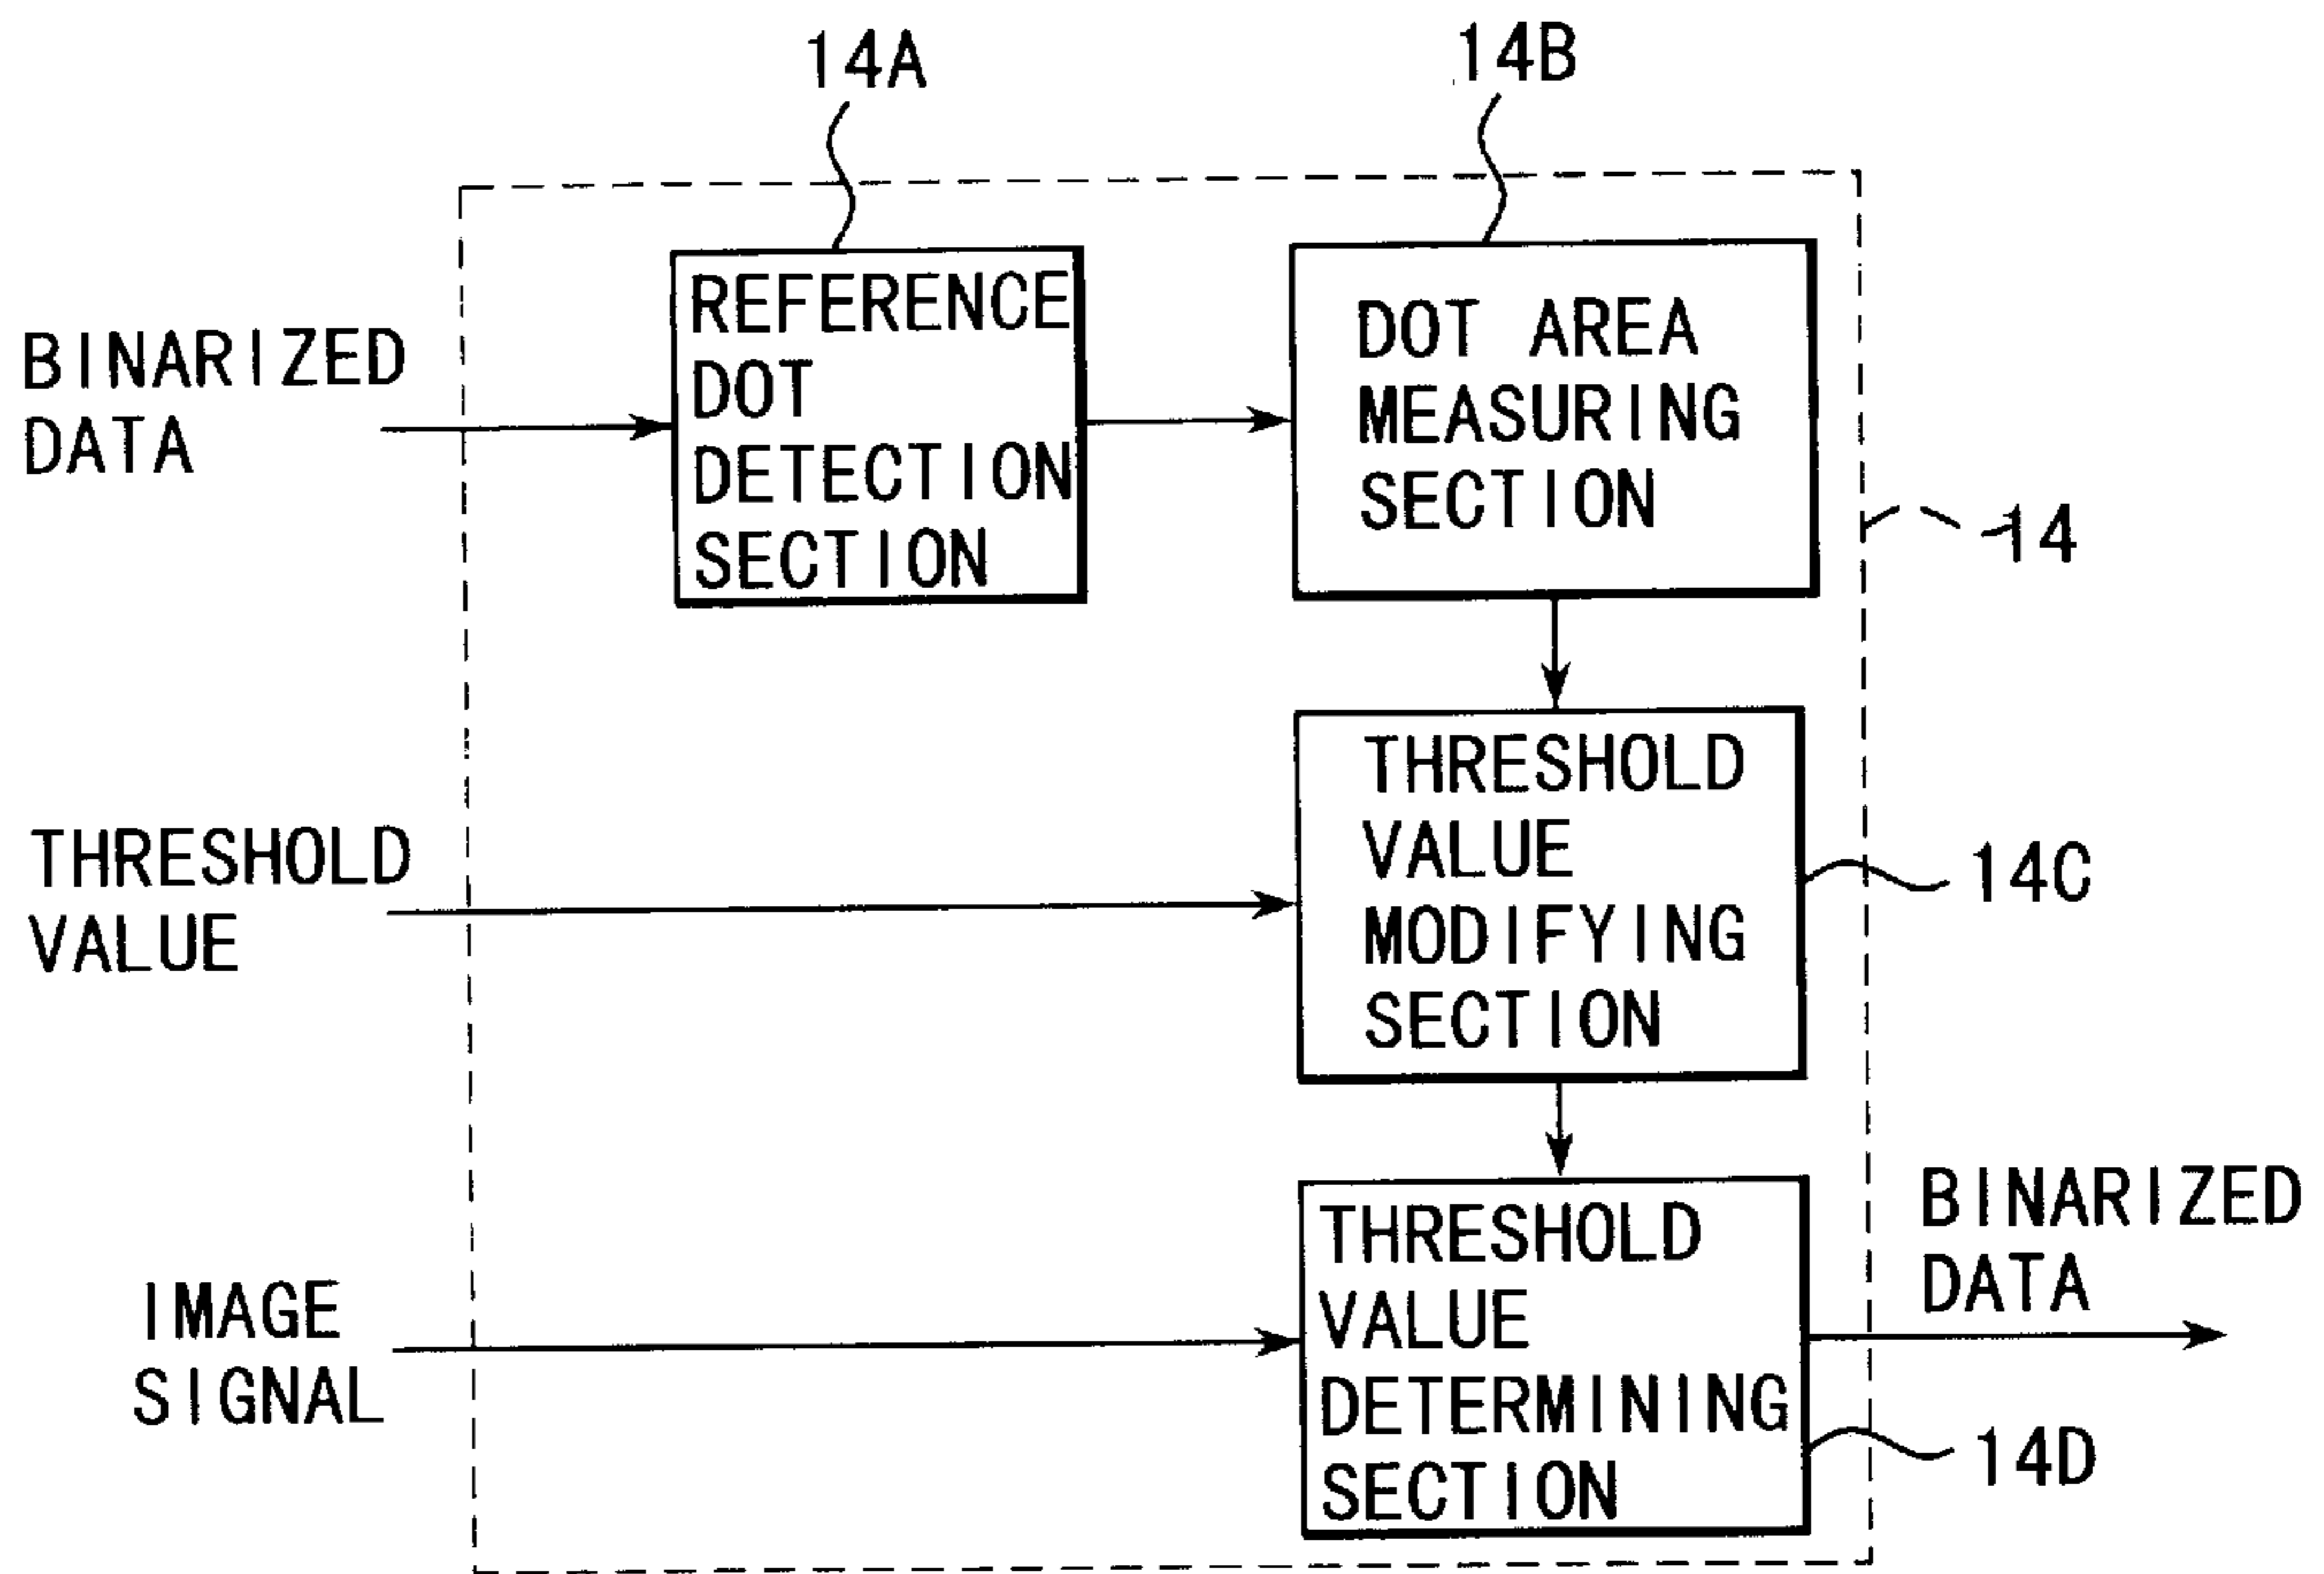 14A
14B
BINARIZED
DATA
REFERENCE
DOT
DETECTION
SECTION
DOT AREA
MEASURING
SECTION
14
THRESHOLD
VALUE
THRESHOLD
VALUE
MODIFYING
SECTION
14C
IMAGE
SIGNAL
THRESHOLD
VALUE
DETERMINING
SECTION
BINARIZED
DATA
14D